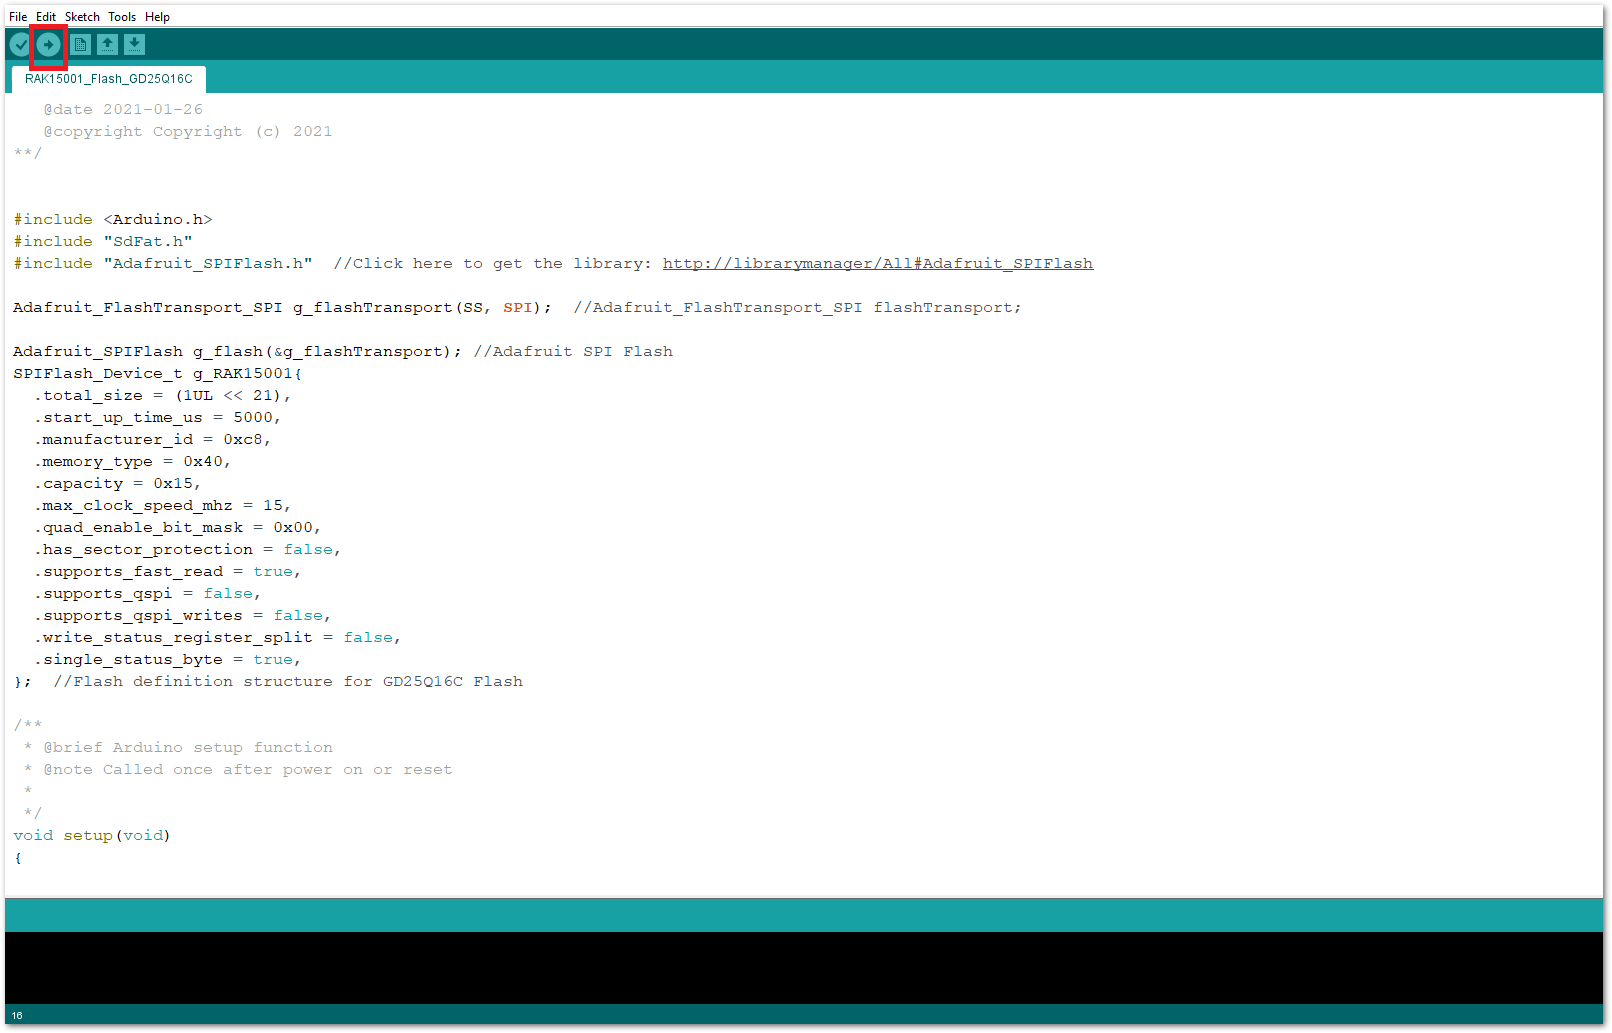 File Edit Sketch Tools Help
RAK15001_Flash_GD25Q16C
@date 2021-01-26
@copyright Copyright (c) 2021
**/
#include <Arduino.h>
#include "SdFat.h"
#include "Adafruit_SPIFlash.h"  //Click here to get the library: http://librarymanager/All#Adafruit_SPIFlash
Adafruit_FlashTransport_SPI g_flashTransport(SS, SPI);  //Adafruit_FlashTransport_SPI flashTransport;
Adafruit_SPIFlash g_flash(&g_flashTransport); //Adafruit SPI Flash
SPIFlash_Device_t g_RAK15001{
.total_size = (1UL << 21),
.start_up_time_us = 5000,
.manufacturer_id = 0xc8,
.memory_type = 0x40,
.capacity = 0x15,
.max_clock_speed_mhz = 15,
.quad_enable_bit_mask = 0x00,
.has_sector_protection = false,
.supports_fast_read = true,
.supports_qspi = false,
.supports_qspi_writes = false,
.write_status_register_split = false,
.single_status_byte = true,
};  //Flash definition structure for GD25Q16C Flash
/**
* @brief Arduino setup function
* @note Called once after power on or reset
*
*/
void setup(void)
{
16